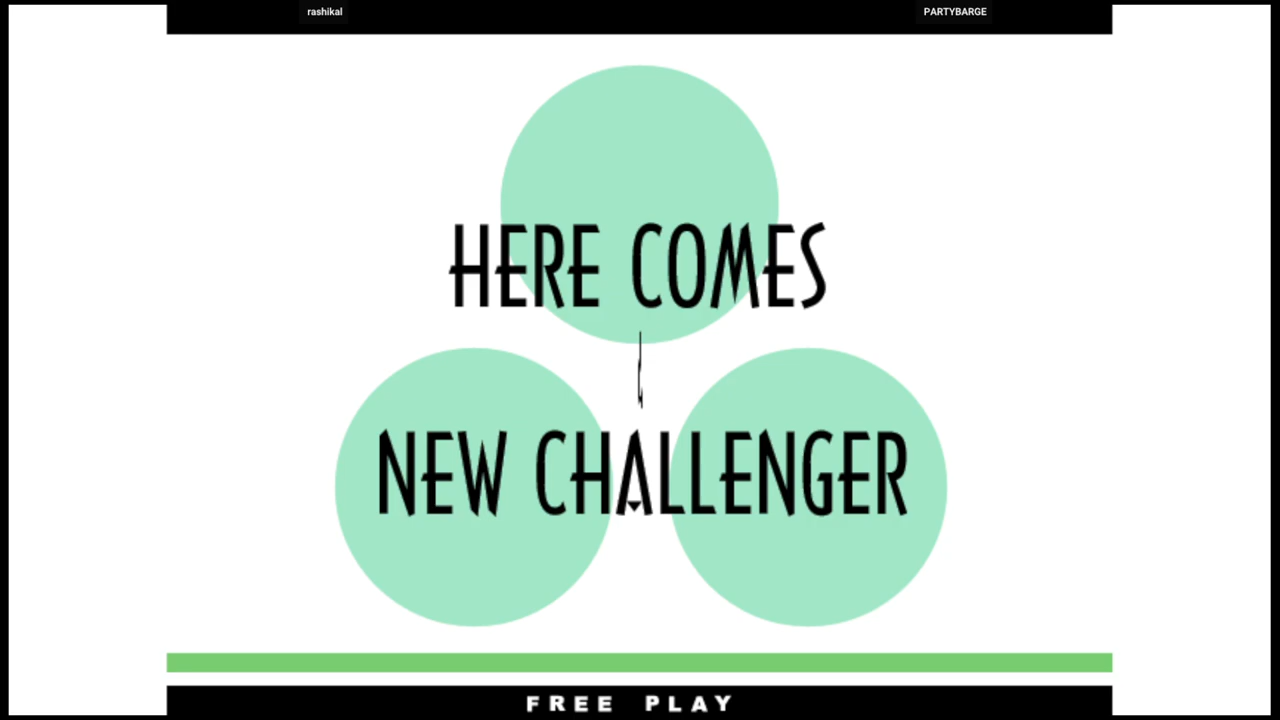 rashikal PARTYBARGE
HERE COMES
NEW CHALLENGER
FREE PLAY